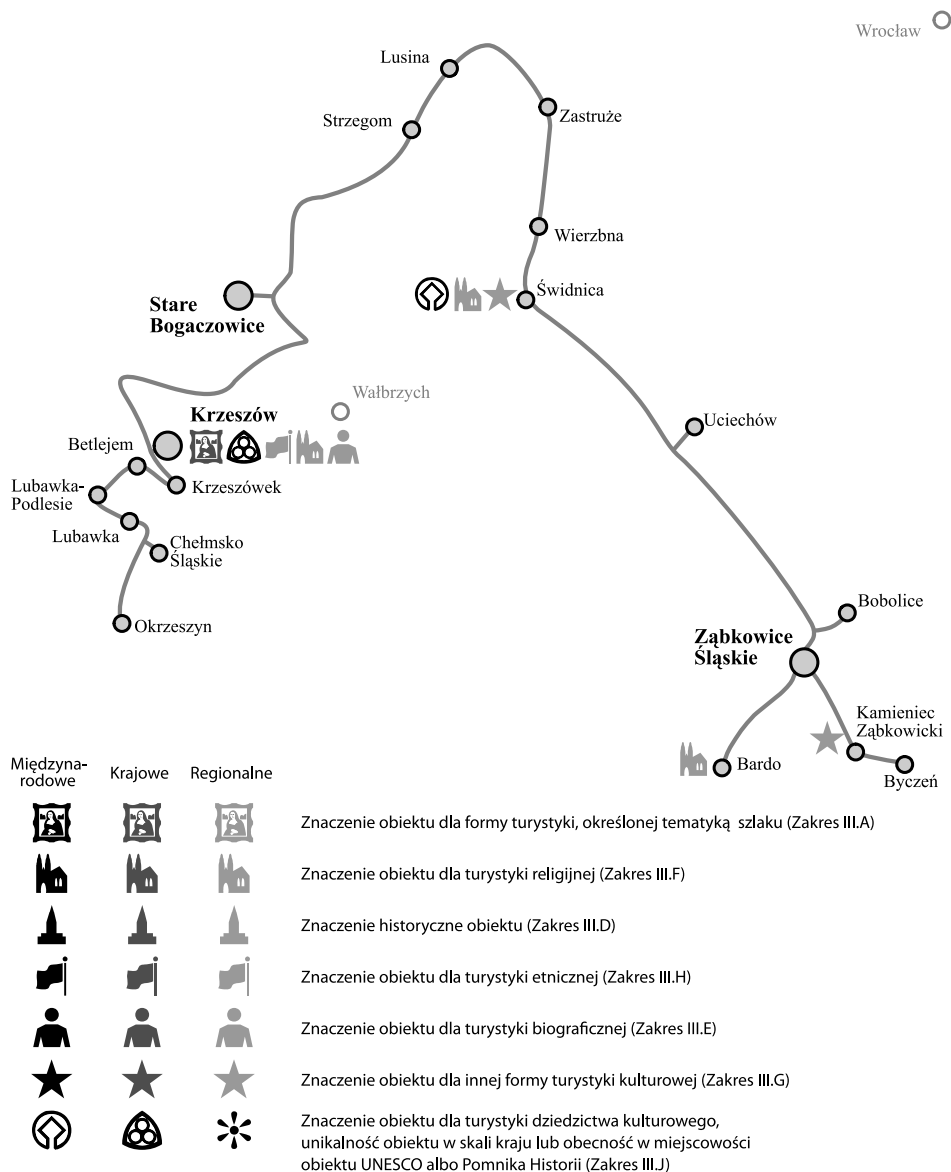 Wrocław
Lusina
Strzegom
Zastruże
Wierzbna
Świdnica
Stare
Bogaczowice
Wałbrzych
Krzeszów
Uciechów
Betlejem
Lubawka-
Podlesie
Krzeszówek
Lubawka
Chełmsko
Śląskie
Okrzeszyn
Bobolice
Ząbkowice
Śląskie
Kamieniec
Ząbkowicki
Bardo
Byczeń
Międzyna-
rodowe
Krajowe
Regionalne
Znaczenie obiektu dla formy turystyki, określonej tematyką szlaku (Zakres III.A)
Znaczenie obiektu dla turystyki religijnej (Zakres III.F)
Znaczenie historyczne obiektu (Zakres III.D)
Znaczenie obiektu dla turystyki etnicznej (Zakres III.H)
Znaczenie obiektu dla turystyki biograficznej (Zakres III.E)
Znaczenie obiektu dla innej formy turystyki kulturowej (Zakres III.G)
Znaczenie obiektu dla turystyki dziedzictwa kulturowego,
unikalność obiektu w skali kraju lub obecność w miejscowości
obiektu UNESCO albo Pomnika Historii (Zakres III.J)